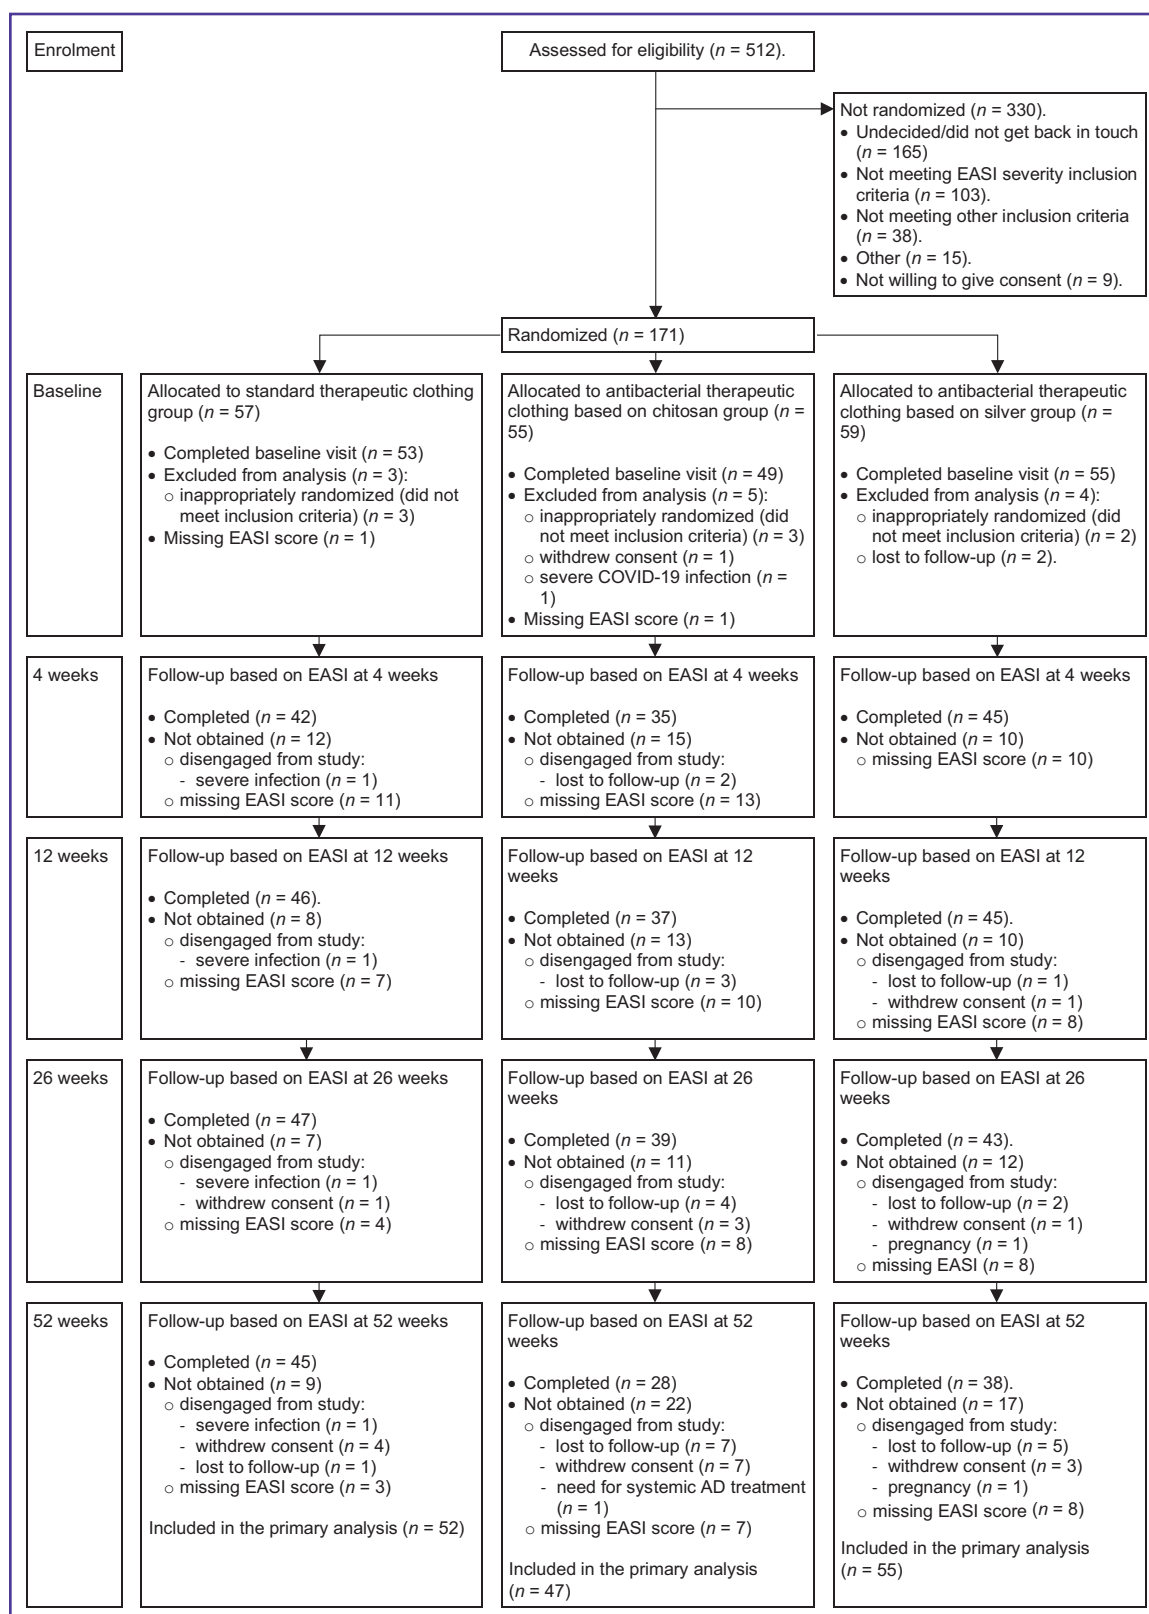 Enrolment
Assessed for eligibility (n = 512).
Not randomized (n = 330).
• Undecided/did not get back in touch
(n = 165)
• Not meeting EASI severity inclusion
criteria (n = 103).
• Not meeting other inclusion criteria
(n = 38).
• Other (n = 15).
• Not willing to give consent (n = 9).
Randomized (n = 171)
Baseline
Allocated to standard therapeutic clothing
group (n = 57)
• Completed baseline visit (n = 53)
• Excluded from analysis (n = 3):
○ inappropriately randomized (did not
meet inclusion criteria) (n = 3)
• Missing EASI score (n = 1)
Allocated to antibacterial therapeutic
clothing based on chitosan group (n =
55)
• Completed baseline visit (n = 49)
• Excluded from analysis (n = 5):
○ inappropriately randomized (did
not meet inclusion criteria) (n = 3)
○ withdrew consent (n = 1)
○ severe COVID-19 infection (n =
1)
• Missing EASI score (n = 1)
Allocated to antibacterial therapeutic
clothing based on silver group (n =
59)
• Completed baseline visit (n = 55)
• Excluded from analysis (n = 4):
○ inappropriately randomized (did
not meet inclusion criteria) (n = 2)
○ lost to follow-up (n = 2).
4 weeks
Follow-up based on EASI at 4 weeks
• Completed (n = 42)
• Not obtained (n = 12)
○ disengaged from study:
- severe infection (n = 1)
○ missing EASI score (n = 11)
Follow-up based on EASI at 4 weeks
• Completed (n = 35)
• Not obtained (n = 15)
○ disengaged from study:
- lost to follow-up (n = 2)
○ missing EASI score (n = 13)
Follow-up based on EASI at 4 weeks
• Completed (n = 45)
• Not obtained (n = 10)
○ missing EASI score (n = 10)
12 weeks
Follow-up based on EASI at 12 weeks
• Completed (n = 46).
• Not obtained (n = 8)
○ disengaged from study:
- severe infection (n = 1)
○ missing EASI score (n = 7)
Follow-up based on EASI at 12
weeks
• Completed (n = 37)
• Not obtained (n = 13)
○ disengaged from study:
- lost to follow-up (n = 3)
○ missing EASI score (n = 10)
Follow-up based on EASI at 12
weeks
• Completed (n = 45).
• Not obtained (n = 10)
○ disengaged from study:
- lost to follow-up (n = 1)
- withdrew consent (n = 1)
○ missing EASI score (n = 8)
26 weeks
Follow-up based on EASI at 26 weeks
• Completed (n = 47)
• Not obtained (n = 7)
○ disengaged from study:
- severe infection (n = 1)
- withdrew consent (n = 1)
○ missing EASI score (n = 4)
Follow-up based on EASI at 26
weeks
• Completed (n = 39)
• Not obtained (n = 11)
○ disengaged from study:
- lost to follow-up (n = 4)
- withdrew consent (n = 3)
○ missing EASI score (n = 8)
Follow-up based on EASI at 26
weeks
• Completed (n = 43).
• Not obtained (n = 12)
○ disengaged from study:
- lost to follow-up (n = 2)
- withdrew consent (n = 1)
- pregnancy (n = 1)
○ missing EASI (n = 8)
52 weeks
Follow-up based on EASI at 52 weeks
• Completed (n = 45)
• Not obtained (n = 9)
○ disengaged from study:
- severe infection (n = 1)
- withdrew consent (n = 4)
- lost to follow-up (n = 1)
○ missing EASI score (n = 3)
Included in the primary analysis (n = 52)
Follow-up based on EASI at 52
weeks
• Completed (n = 28)
• Not obtained (n = 22)
○ disengaged from study:
- lost to follow-up (n = 7)
- withdrew consent (n = 7)
- need for systemic AD treatment
(n = 1)
○ missing EASI score (n = 7)
Included in the primary analysis
(n = 47)
Follow-up based on EASI at 52
weeks
• Completed (n = 38).
• Not obtained (n = 17)
○ disengaged from study:
- lost to follow-up (n = 5)
- withdrew consent (n = 3)
- pregnancy (n = 1)
○ missing EASI score (n = 8)
Included in the primary analysis
(n = 55)